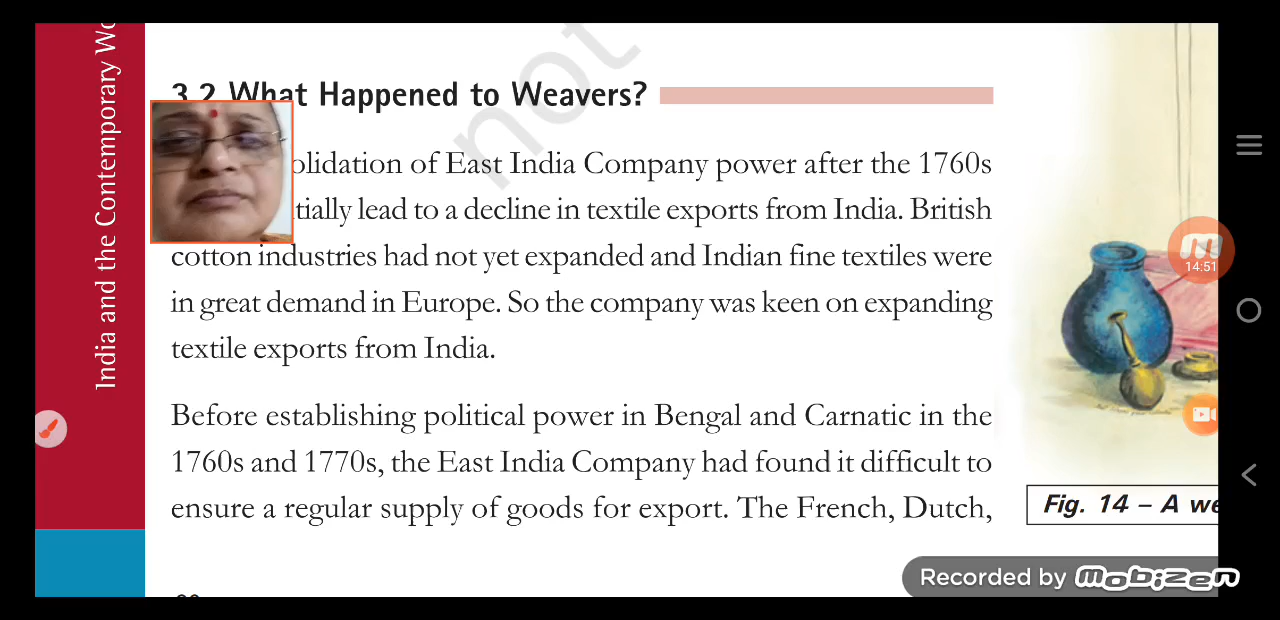 India and the Contemporary Wo
not
3.2 What Happened to Weavers?
olidation of East India Company power after the 1760s
tially lead to a decline in textile exports from India. British
cotton industries had not yet expanded and Indian fine textiles were
in great demand in Europe. So the company was keen on expanding
textile exports from India.
Before establishing political power in Bengal and Carnatic in the
1760s and 1770s, the East India Company had found it difficult to
ensure a regular supply of goods for export. The French, Dutch,
14:51
Fig. 14 – A we
Recorded by mobizen